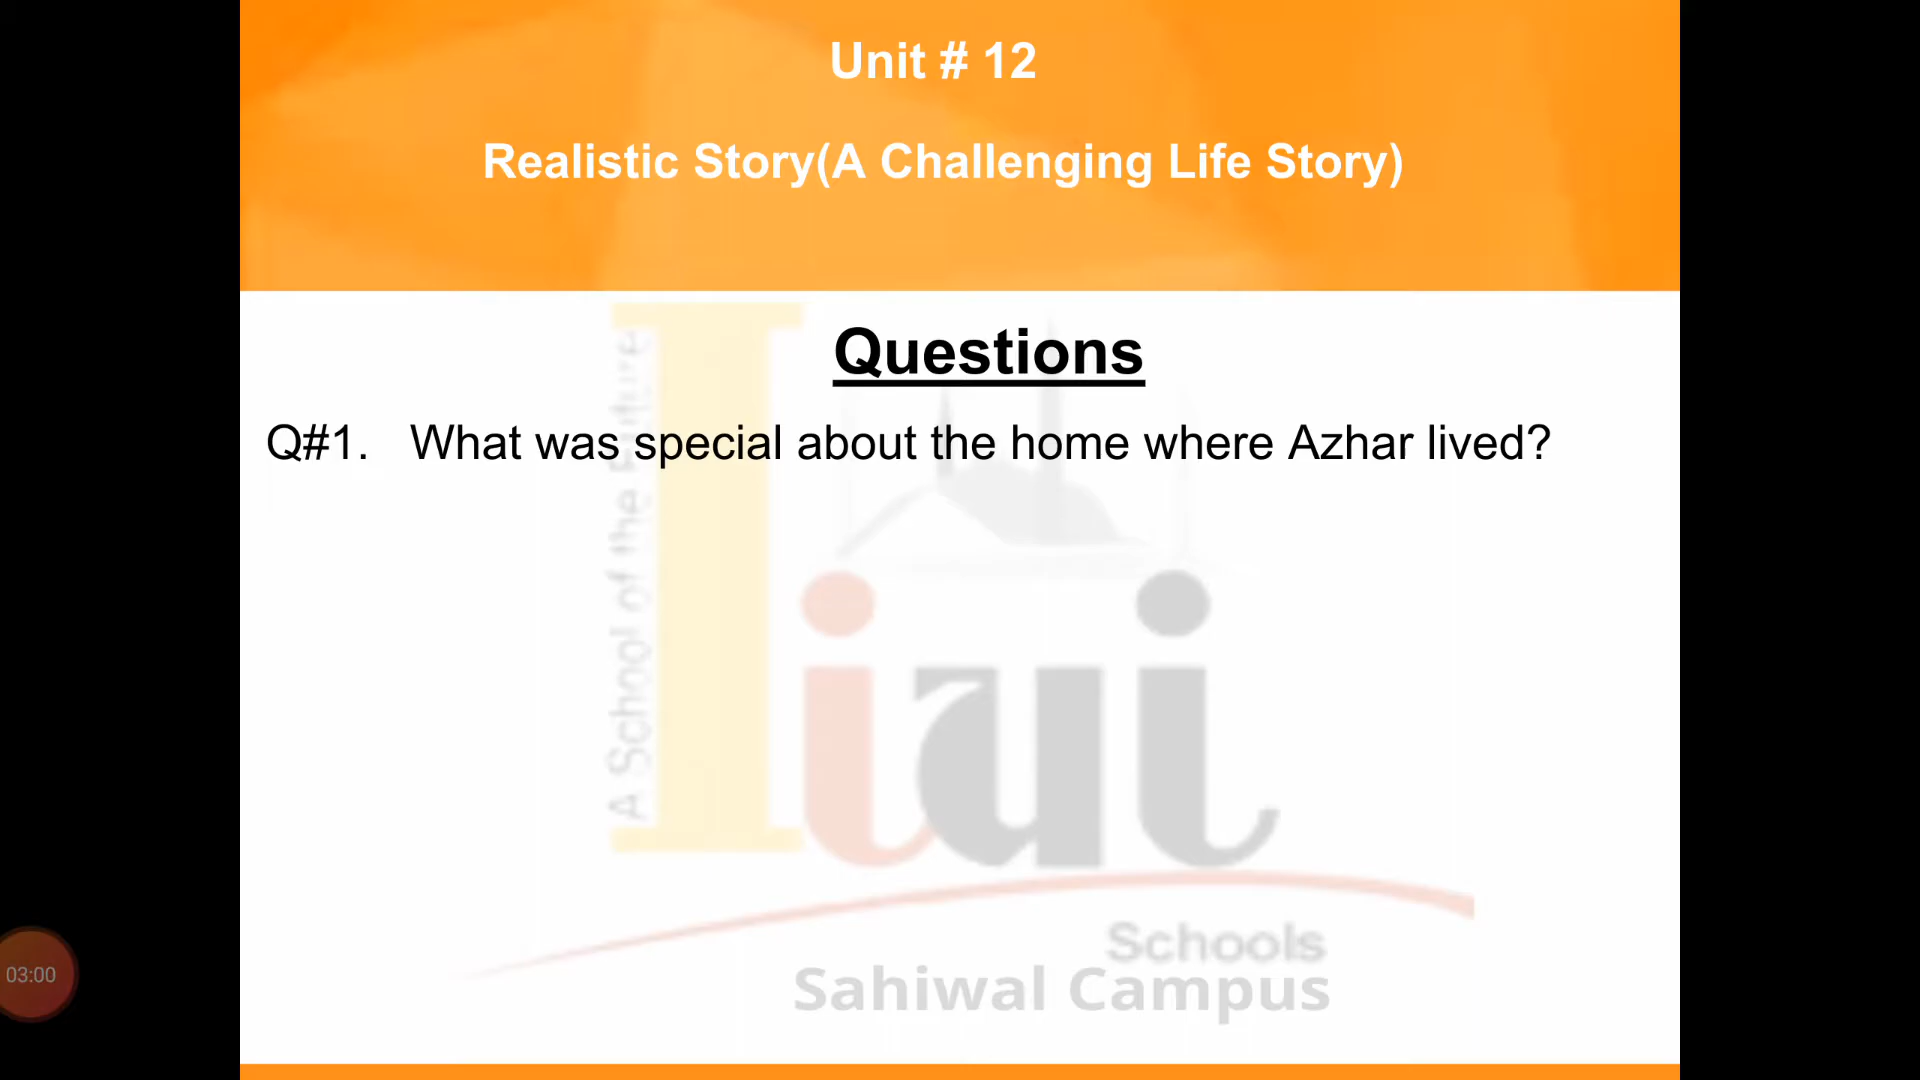 Unit # 12
Realistic Story(A Challenging Life Story)
Questions
Q#1. What was special about the home where Azhar lived?
A School of the Future
Iiui
Schools
Sahiwal Campus
03:00